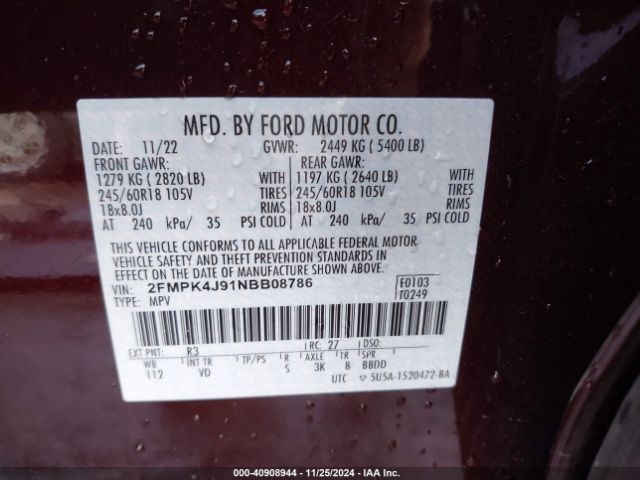 MFD. BY FORD MOTOR CO.
DATE: 11/22 GVWR: 2449 KG ( 5400 LB)
FRONT GAWR: REAR GAWR:
1279 KG ( 2820 LB) WITH 1197 KG ( 2640 LB) WITH
245/60R18 105V TIRES 245/60R18 105V TIRES
18x8.0J RIMS 18x8.0J RIMS
AT 240 kPa/ 35 PSI COLD AT 240 kPa/ 35 PSI COLD
THIS VEHICLE CONFORMS TO ALL APPLICABLE FEDERAL MOTOR
VEHICLE SAFETY AND THEFT PREVENTION STANDARDS IN
EFFECT ON THE DATE OF MANUFACTURE SHOWN ABOVE.
VIN: 2FMPK4J91NBB08786 F0103
TYPE: MPV T0249
EXT PNT: R3 RC: 27 DSO:
WB INT TR TP/PS R AXLE TR SPR
112 VD S 3K B BBDD
UTC 5U5A-1520472-BA
000-40908944 — 11/25/2024 — IAA Inc.